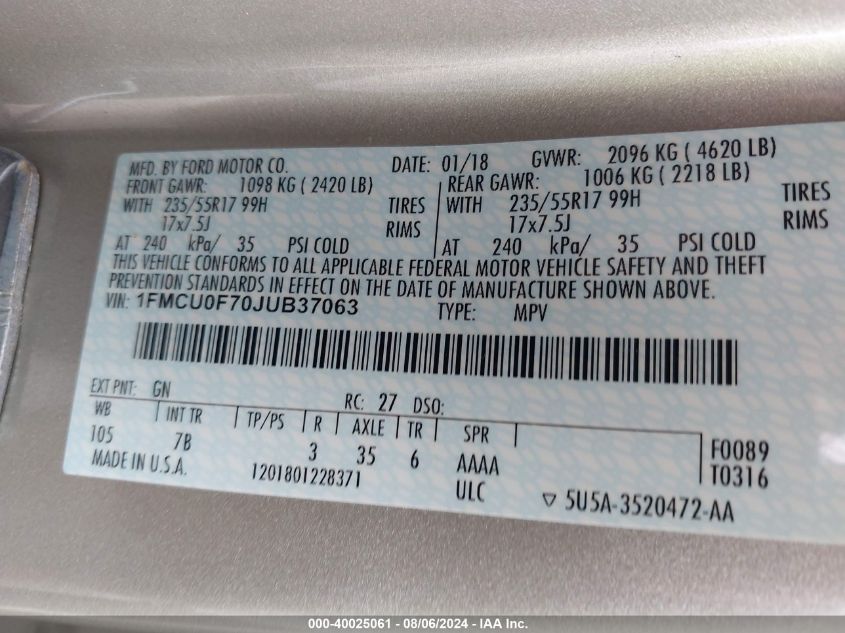 MFD. BY FORD MOTOR CO. DATE: 01/18 GVWR: 2096 KG ( 4620 LB)
FRONT GAWR: 1098 KG ( 2420 LB) REAR GAWR: 1006 KG ( 2218 LB)
WITH 235/55R17 99H TIRES WITH 235/55R17 99H TIRES
17x7.5J RIMS 17x7.5J RIMS
AT 240 kPa/ 35 PSI COLD AT 240 kPa/ 35 PSI COLD
THIS VEHICLE CONFORMS TO ALL APPLICABLE FEDERAL MOTOR VEHICLE SAFETY AND THEFT
PREVENTION STANDARDS IN EFFECT ON THE DATE OF MANUFACTURE SHOWN ABOVE.
VIN: 1FMCU0F70JUB37063 TYPE: MPV
EXT PNT: GN RC: 27 DSO:
WB INT TR TP/PS R AXLE TR SPR
105 7B 3 35 6 AAAA F0089
MADE IN U.S.A. 1201801228371 ULC T0316
▽ 5U5A-3520472-AA
000-40025061 - 08/06/2024 - IAA Inc.